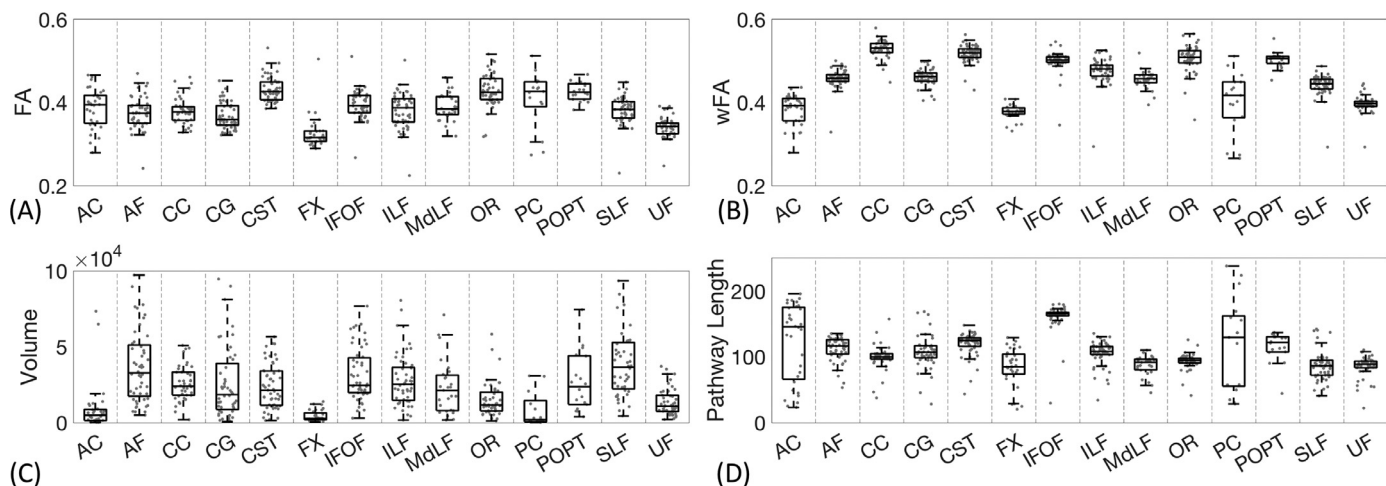 0.6
FA
0.4
0.2
(A)
AC AF CC CG CST FX IFOF ILF MdLF OR PC POPT SLF UF
0.6
wFA
0.4
0.2
(B)
AC AF CC CG CST FX IFOF ILF MdLF OR PC POPT SLF UF
10 ×10⁴
Volume
5
0
(C)
AC AF CC CG CST FX IFOF ILF MdLF OR PC POPT SLF UF
Pathway Length
200
100
0
(D)
AC AF CC CG CST FX IFOF ILF MdLF OR PC POPT SLF UF